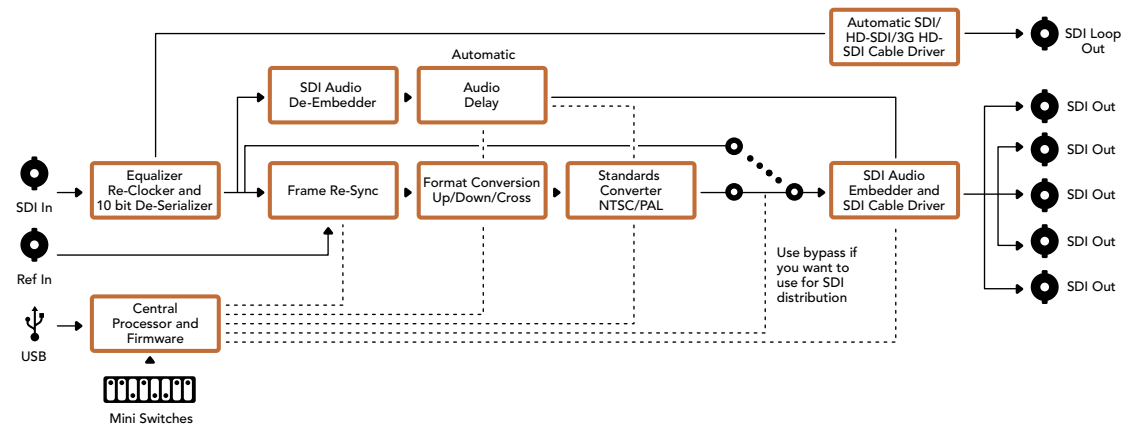 Automatic SDI/
HD-SDI/3G HD-
SDI Cable Driver
SDI Loop
Out
Automatic
SDI Audio
De-Embedder
Audio
Delay
SDI Out
SDI Out
SDI In
Equalizer
Re-Clocker and
10 bit De-Serializer
Frame Re-Sync
Format Conversion
Up/Down/Cross
Standards
Converter
NTSC/PAL
SDI Audio
Embedder and
SDI Cable Driver
SDI Out
SDI Out
SDI Out
Ref In
Use bypass if
you want to
use for SDI
distribution
USB
Central
Processor and
Firmware
Mini Switches